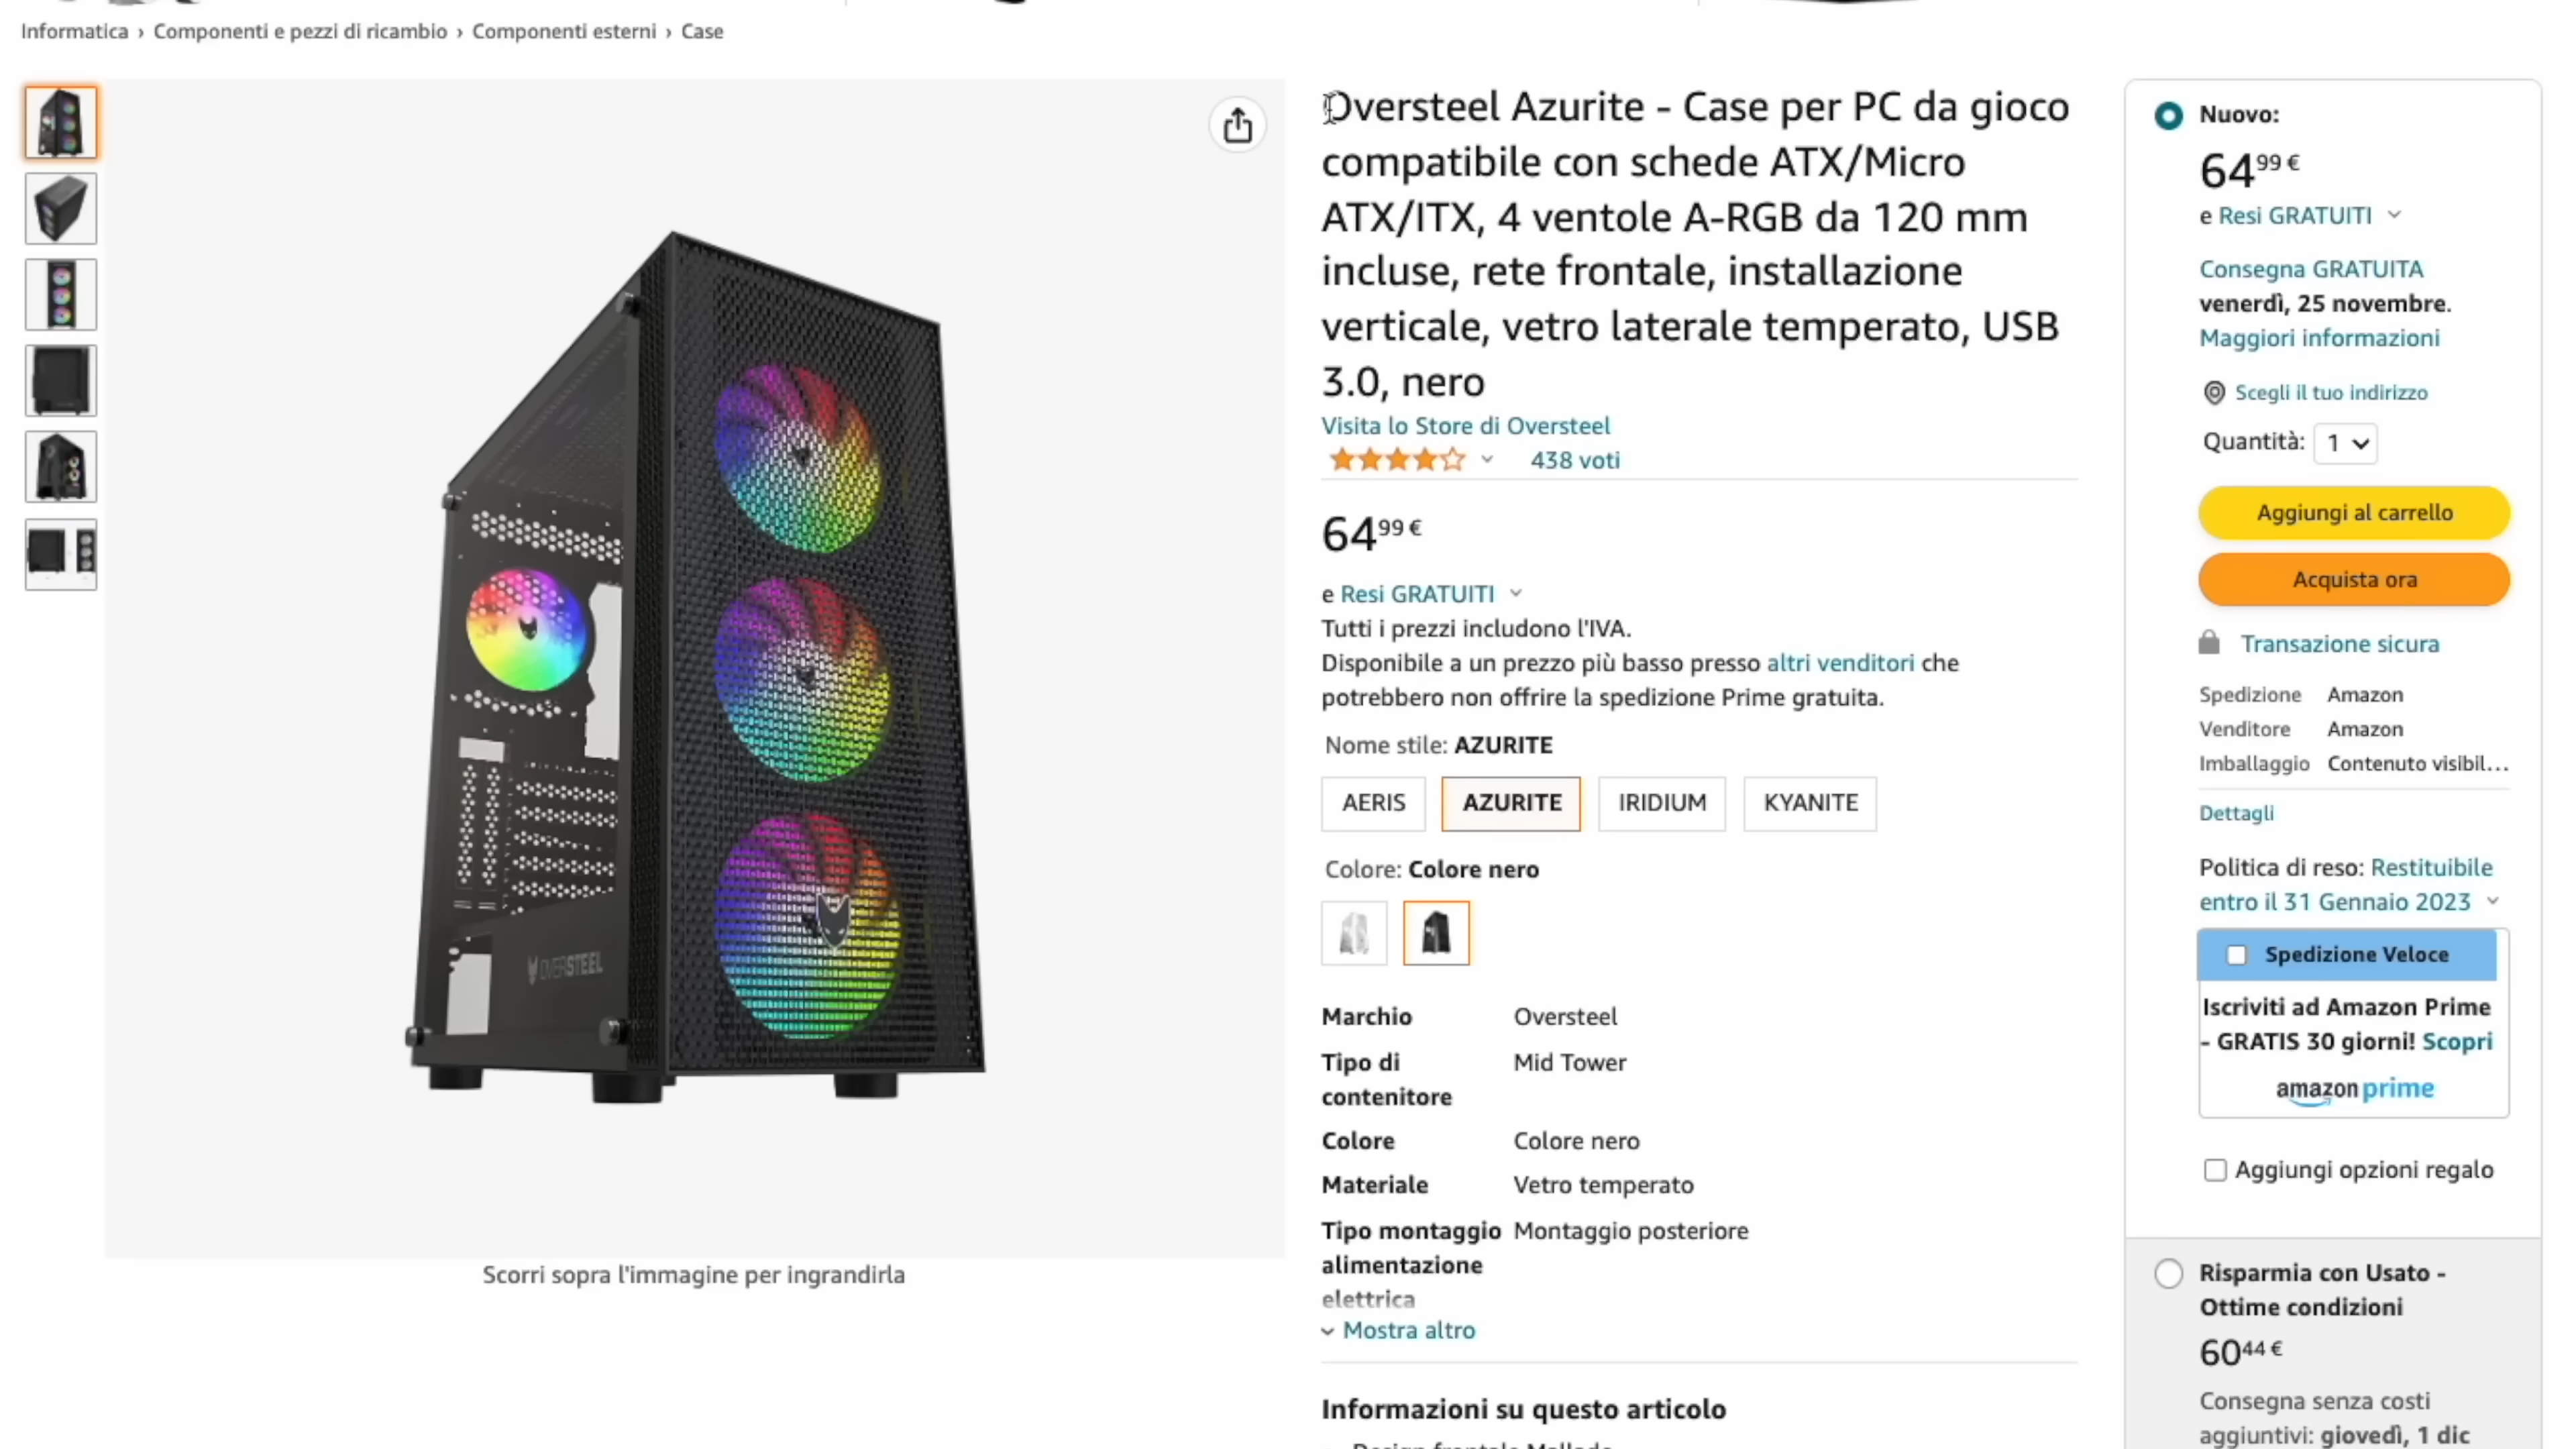 Informatica › Componenti e pezzi di ricambio › Componenti esterni › Case
Oversteel Azurite - Case per PC da gioco
compatibile con schede ATX/Micro
ATX/ITX, 4 ventole A-RGB da 120 mm
incluse, rete frontale, installazione
verticale, vetro laterale temperato, USB
3.0, nero
Visita lo Store di Oversteel
438 voti
64,99 €
e Resi GRATUITI
Tutti i prezzi includono l'IVA.
Disponibile a un prezzo più basso presso altri venditori che
potrebbero non offrire la spedizione Prime gratuita.
Nome stile: AZURITE
AERIS AZURITE IRIDIUM KYANITE
Colore: Colore nero
Marchio Oversteel
Tipo di Mid Tower
contenitore
Colore Colore nero
Materiale Vetro temperato
Tipo montaggio Montaggio posteriore
alimentazione
elettrica
Mostra altro
Informazioni su questo articolo
OVERSTEEL
Scorri sopra l'immagine per ingrandirla
Nuovo:
64,99 €
e Resi GRATUITI
Consegna GRATUITA
venerdì, 25 novembre.
Maggiori informazioni
Scegli il tuo indirizzo
Quantità: 1
Aggiungi al carrello
Acquista ora
Transazione sicura
Spedizione Amazon
Venditore Amazon
Imballaggio Contenuto visibil...
Dettagli
Politica di reso: Restituibile
entro il 31 Gennaio 2023
Spedizione Veloce
Iscriviti ad Amazon Prime
- GRATIS 30 giorni! Scopri
amazon prime
Aggiungi opzioni regalo
Risparmia con Usato -
Ottime condizioni
60,44 €
Consegna senza costi
aggiuntivi: giovedì, 1 dic